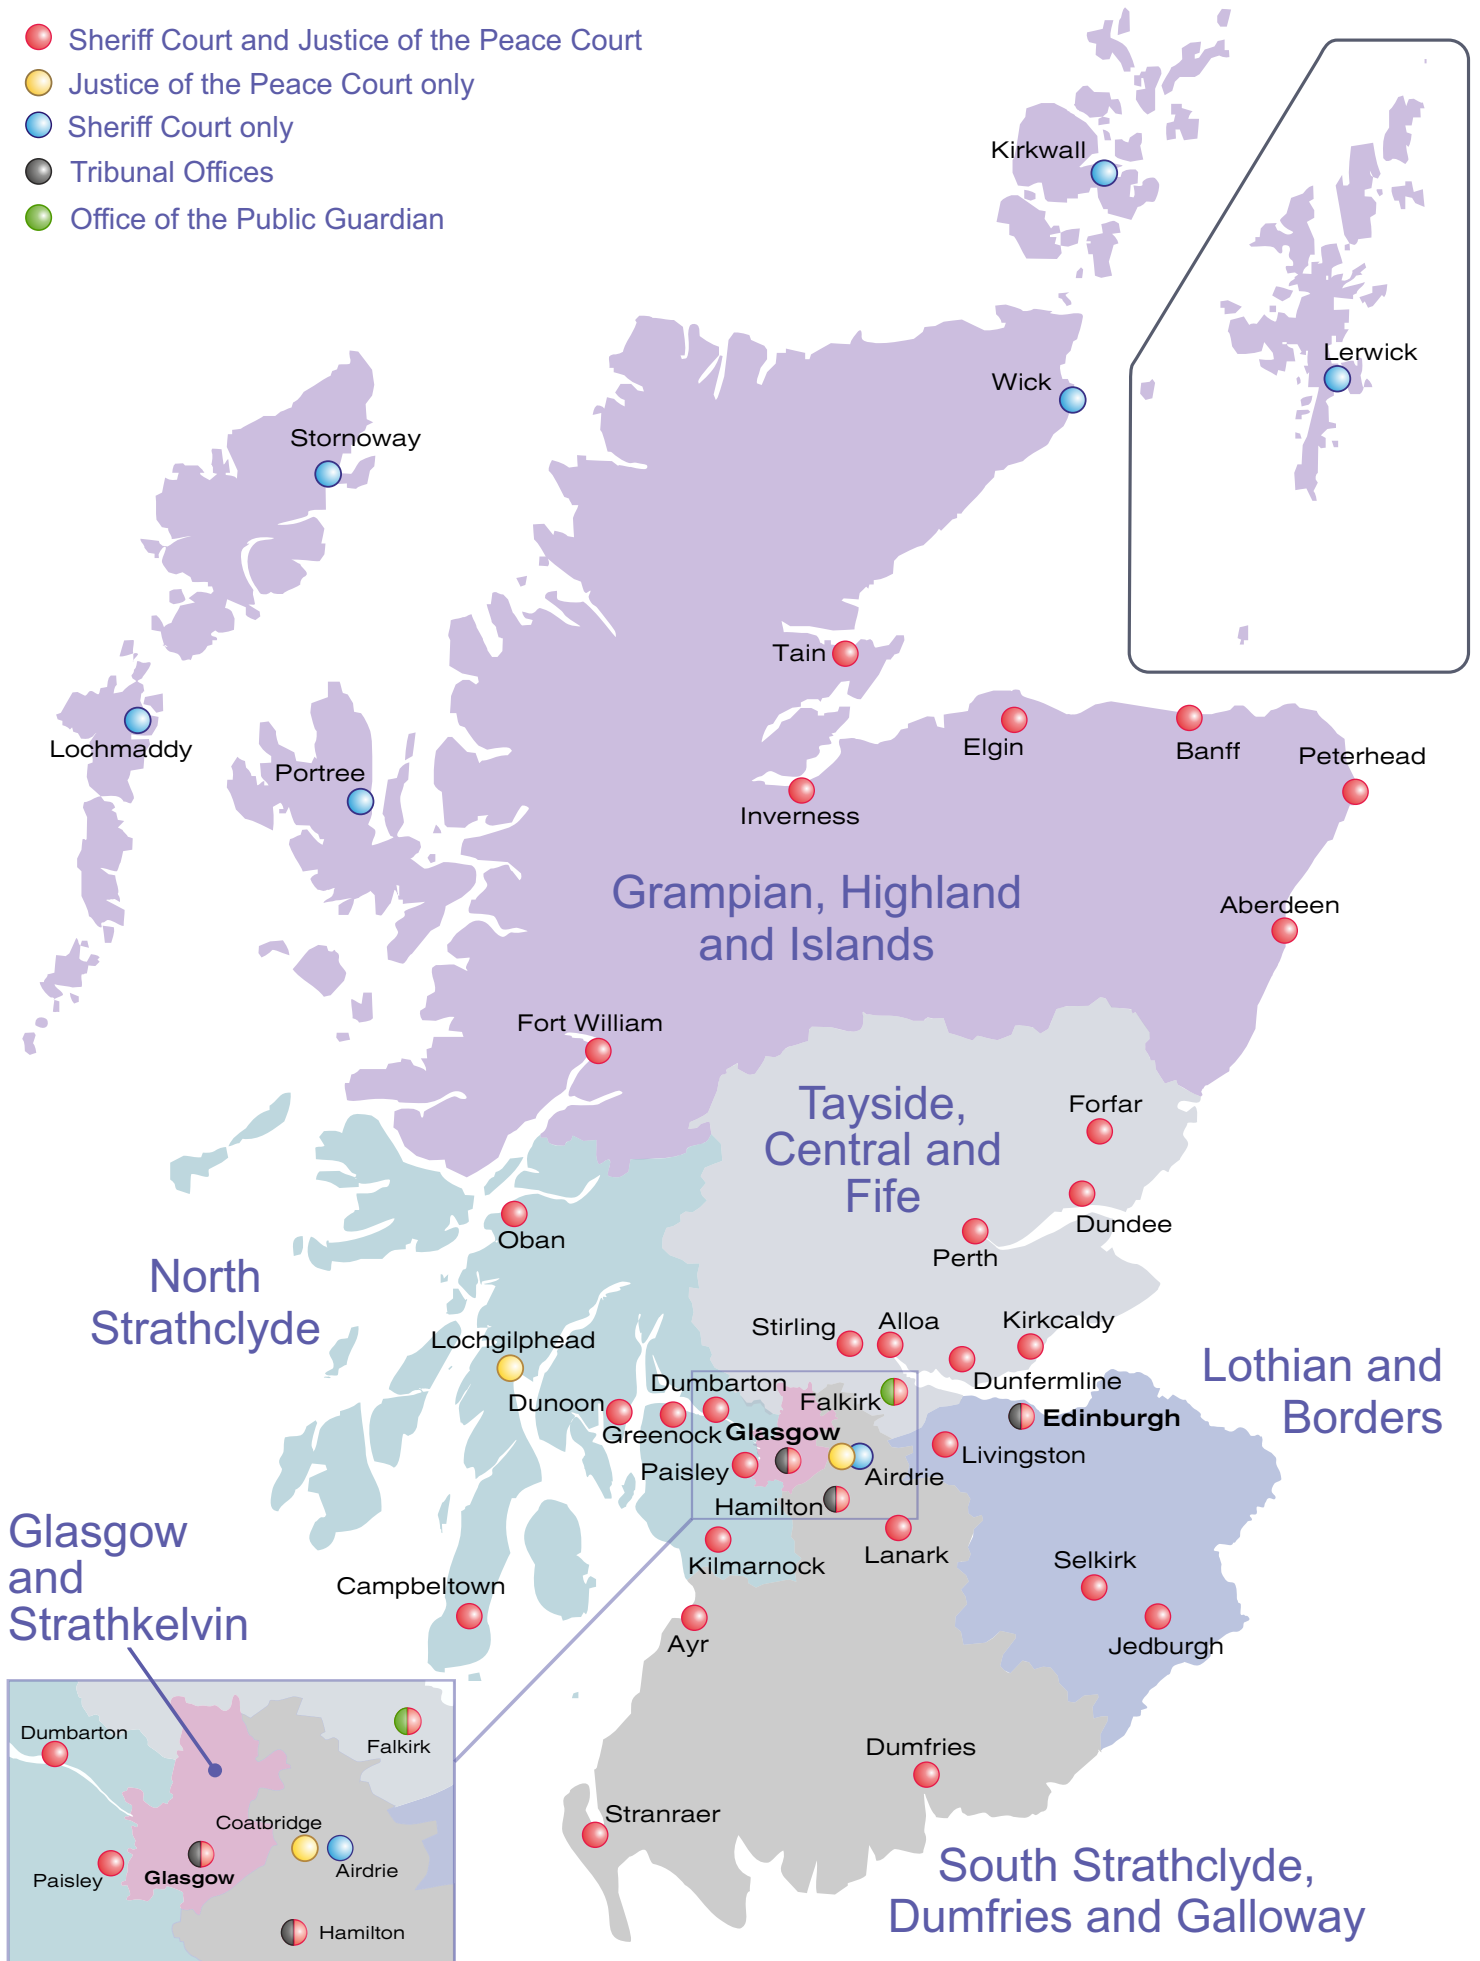 Sheriff Court and Justice of the Peace Court
Justice of the Peace Court only
Sheriff Court only
Tribunal Offices
Office of the Public Guardian
Kirkwall
Lerwick
Wick
Stornoway
Tain
Lochmaddy
Portree
Elgin
Banff
Peterhead
Inverness
Grampian, Highland
and Islands
Aberdeen
Fort William
Tayside,
Central and
Fife
Forfar
Dundee
Perth
Oban
North
Strathclyde
Lochgilphead
Stirling
Alloa
Kirkcaldy
Dunfermline
Lothian and
Borders
Dumbarton
Dunoon
Falkirk
Greenock
Glasgow
Edinburgh
Livingston
Paisley
Airdrie
Hamilton
Lanark
Kilmarnock
Selkirk
Jedburgh
Campbeltown
Ayr
Glasgow
and
Strathkelvin
Dumfries
Stranraer
South Strathclyde,
Dumfries and Galloway
Dumbarton
Falkirk
Coatbridge
Airdrie
Paisley
Glasgow
Hamilton